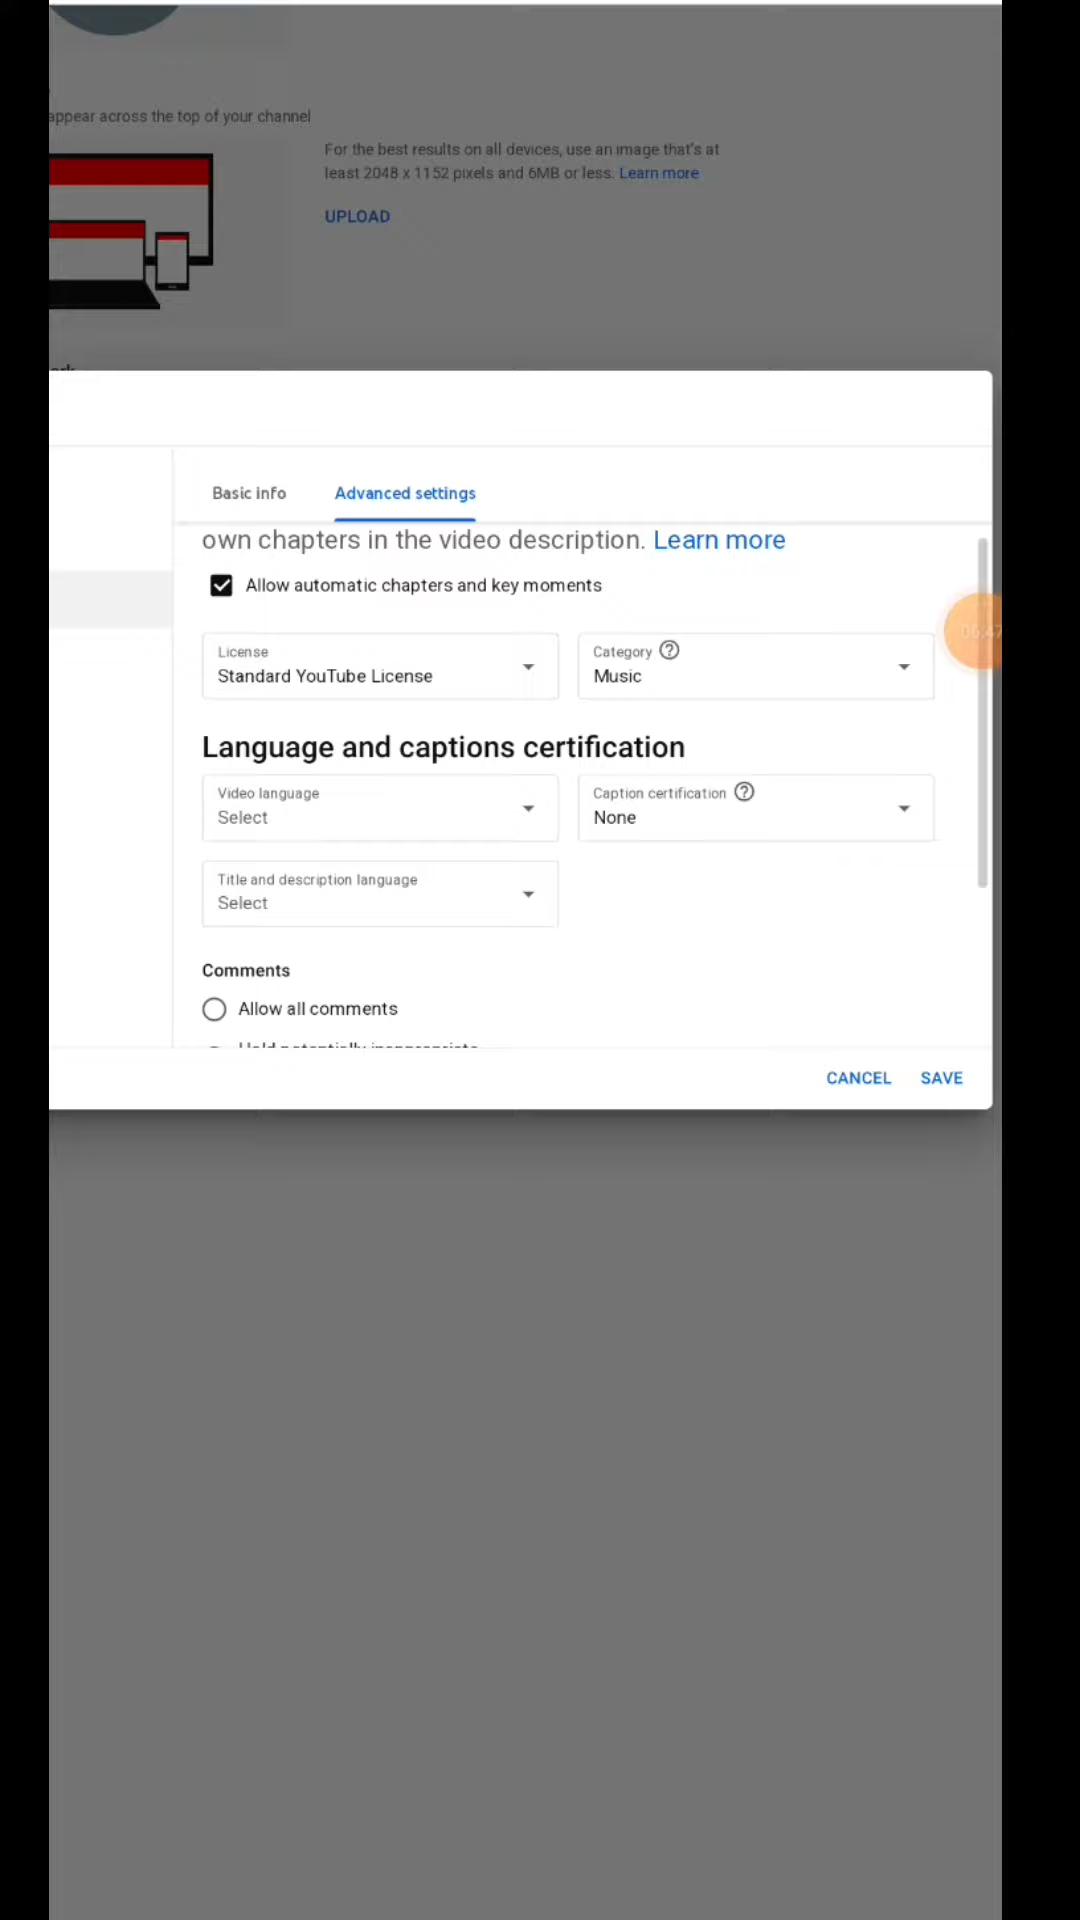 appear across the top of your channel
For the best results on all devices, use an image that's at
least 2048 x 1152 pixels and 6MB or less. Learn more
UPLOAD
Basic info
Advanced settings
own chapters in the video description. Learn more
Allow automatic chapters and key moments
License
Standard YouTube License
Category
Music
Language and captions certification
Video language
Select
Caption certification
None
Title and description language
Select
Comments
Allow all comments
Hold potentially inappropriate
CANCEL
SAVE